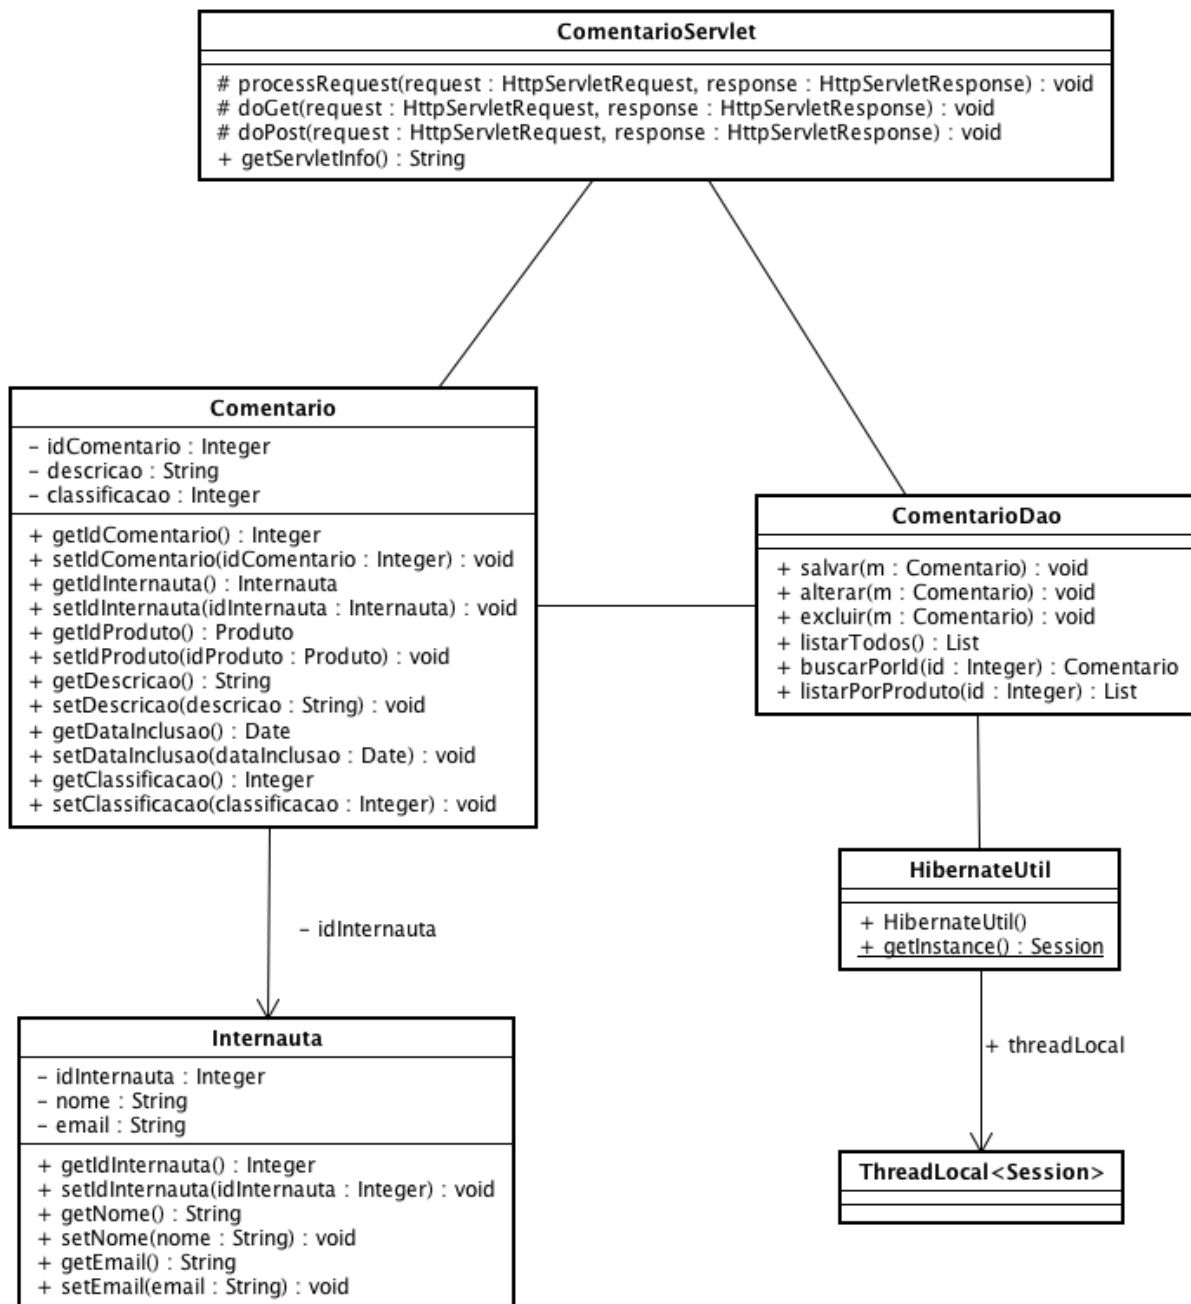 ComentarioServlet
# processRequest(request : HttpServletRequest, response : HttpServletResponse) : void
# doGet(request : HttpServletRequest, response : HttpServletResponse) : void
# doPost(request : HttpServletRequest, response : HttpServletResponse) : void
+ getServletInfo() : String
Comentario
- idComentario : Integer
- descricao : String
- classificacao : Integer
+ getIdComentario() : Integer
+ setIdComentario(idComentario : Integer) : void
+ getIdInternauta() : Internauta
+ setIdInternauta(idInternauta : Internauta) : void
+ getIdProduto() : Produto
+ setIdProduto(idProduto : Produto) : void
+ getDescricao() : String
+ setDescricao(descricao : String) : void
+ getDataInclusao() : Date
+ setDataInclusao(dataInclusao : Date) : void
+ getClassificacao() : Integer
+ setClassificacao(classificacao : Integer) : void
ComentarioDao
+ salvar(m : Comentario) : void
+ alterar(m : Comentario) : void
+ excluir(m : Comentario) : void
+ listarTodos() : List
+ buscarPorId(id : Integer) : Comentario
+ listarPorProduto(id : Integer) : List
HibernateUtil
+ HibernateUtil()
+ getInstance() : Session
- idInternauta
+ threadLocal
Internauta
- idInternauta : Integer
- nome : String
- email : String
+ getIdInternauta() : Integer
+ setIdInternauta(idInternauta : Integer) : void
+ getNome() : String
+ setNome(nome : String) : void
+ getEmail() : String
+ setEmail(email : String) : void
ThreadLocal<Session>